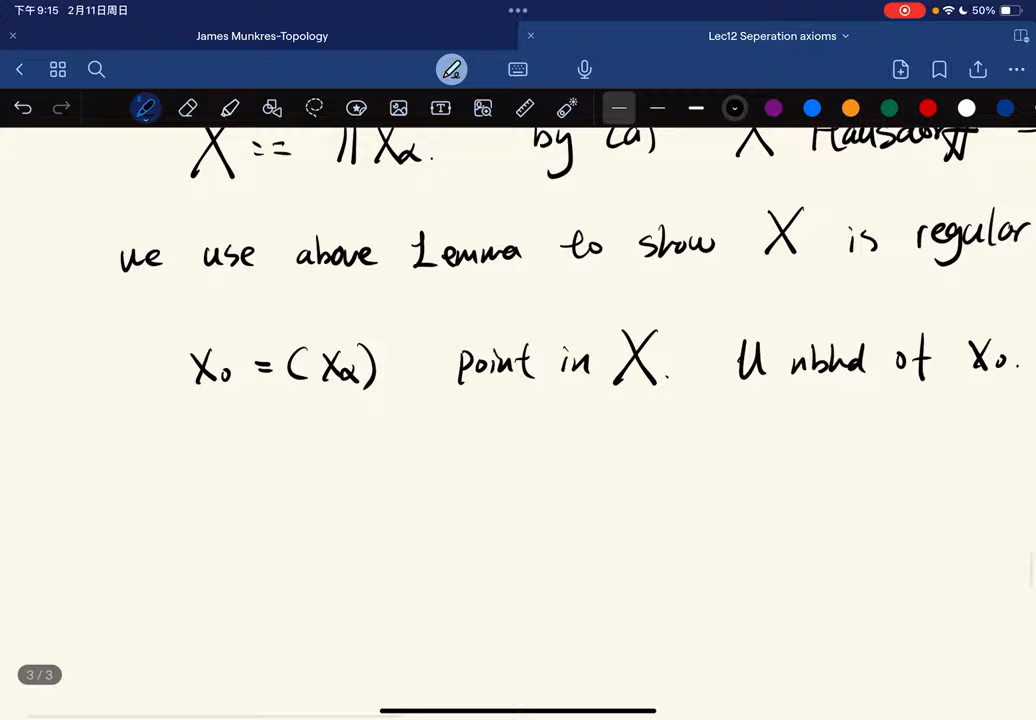 下午9:15 2月11日周日
50%
James Munkres-Topology
Lec12 Seperation axioms
X := ΠXα. by (a) X Hausdorff
we use above Lemma to show X is regular
x₀ = (xα) point in X. U nbhd of x₀.
3 / 3